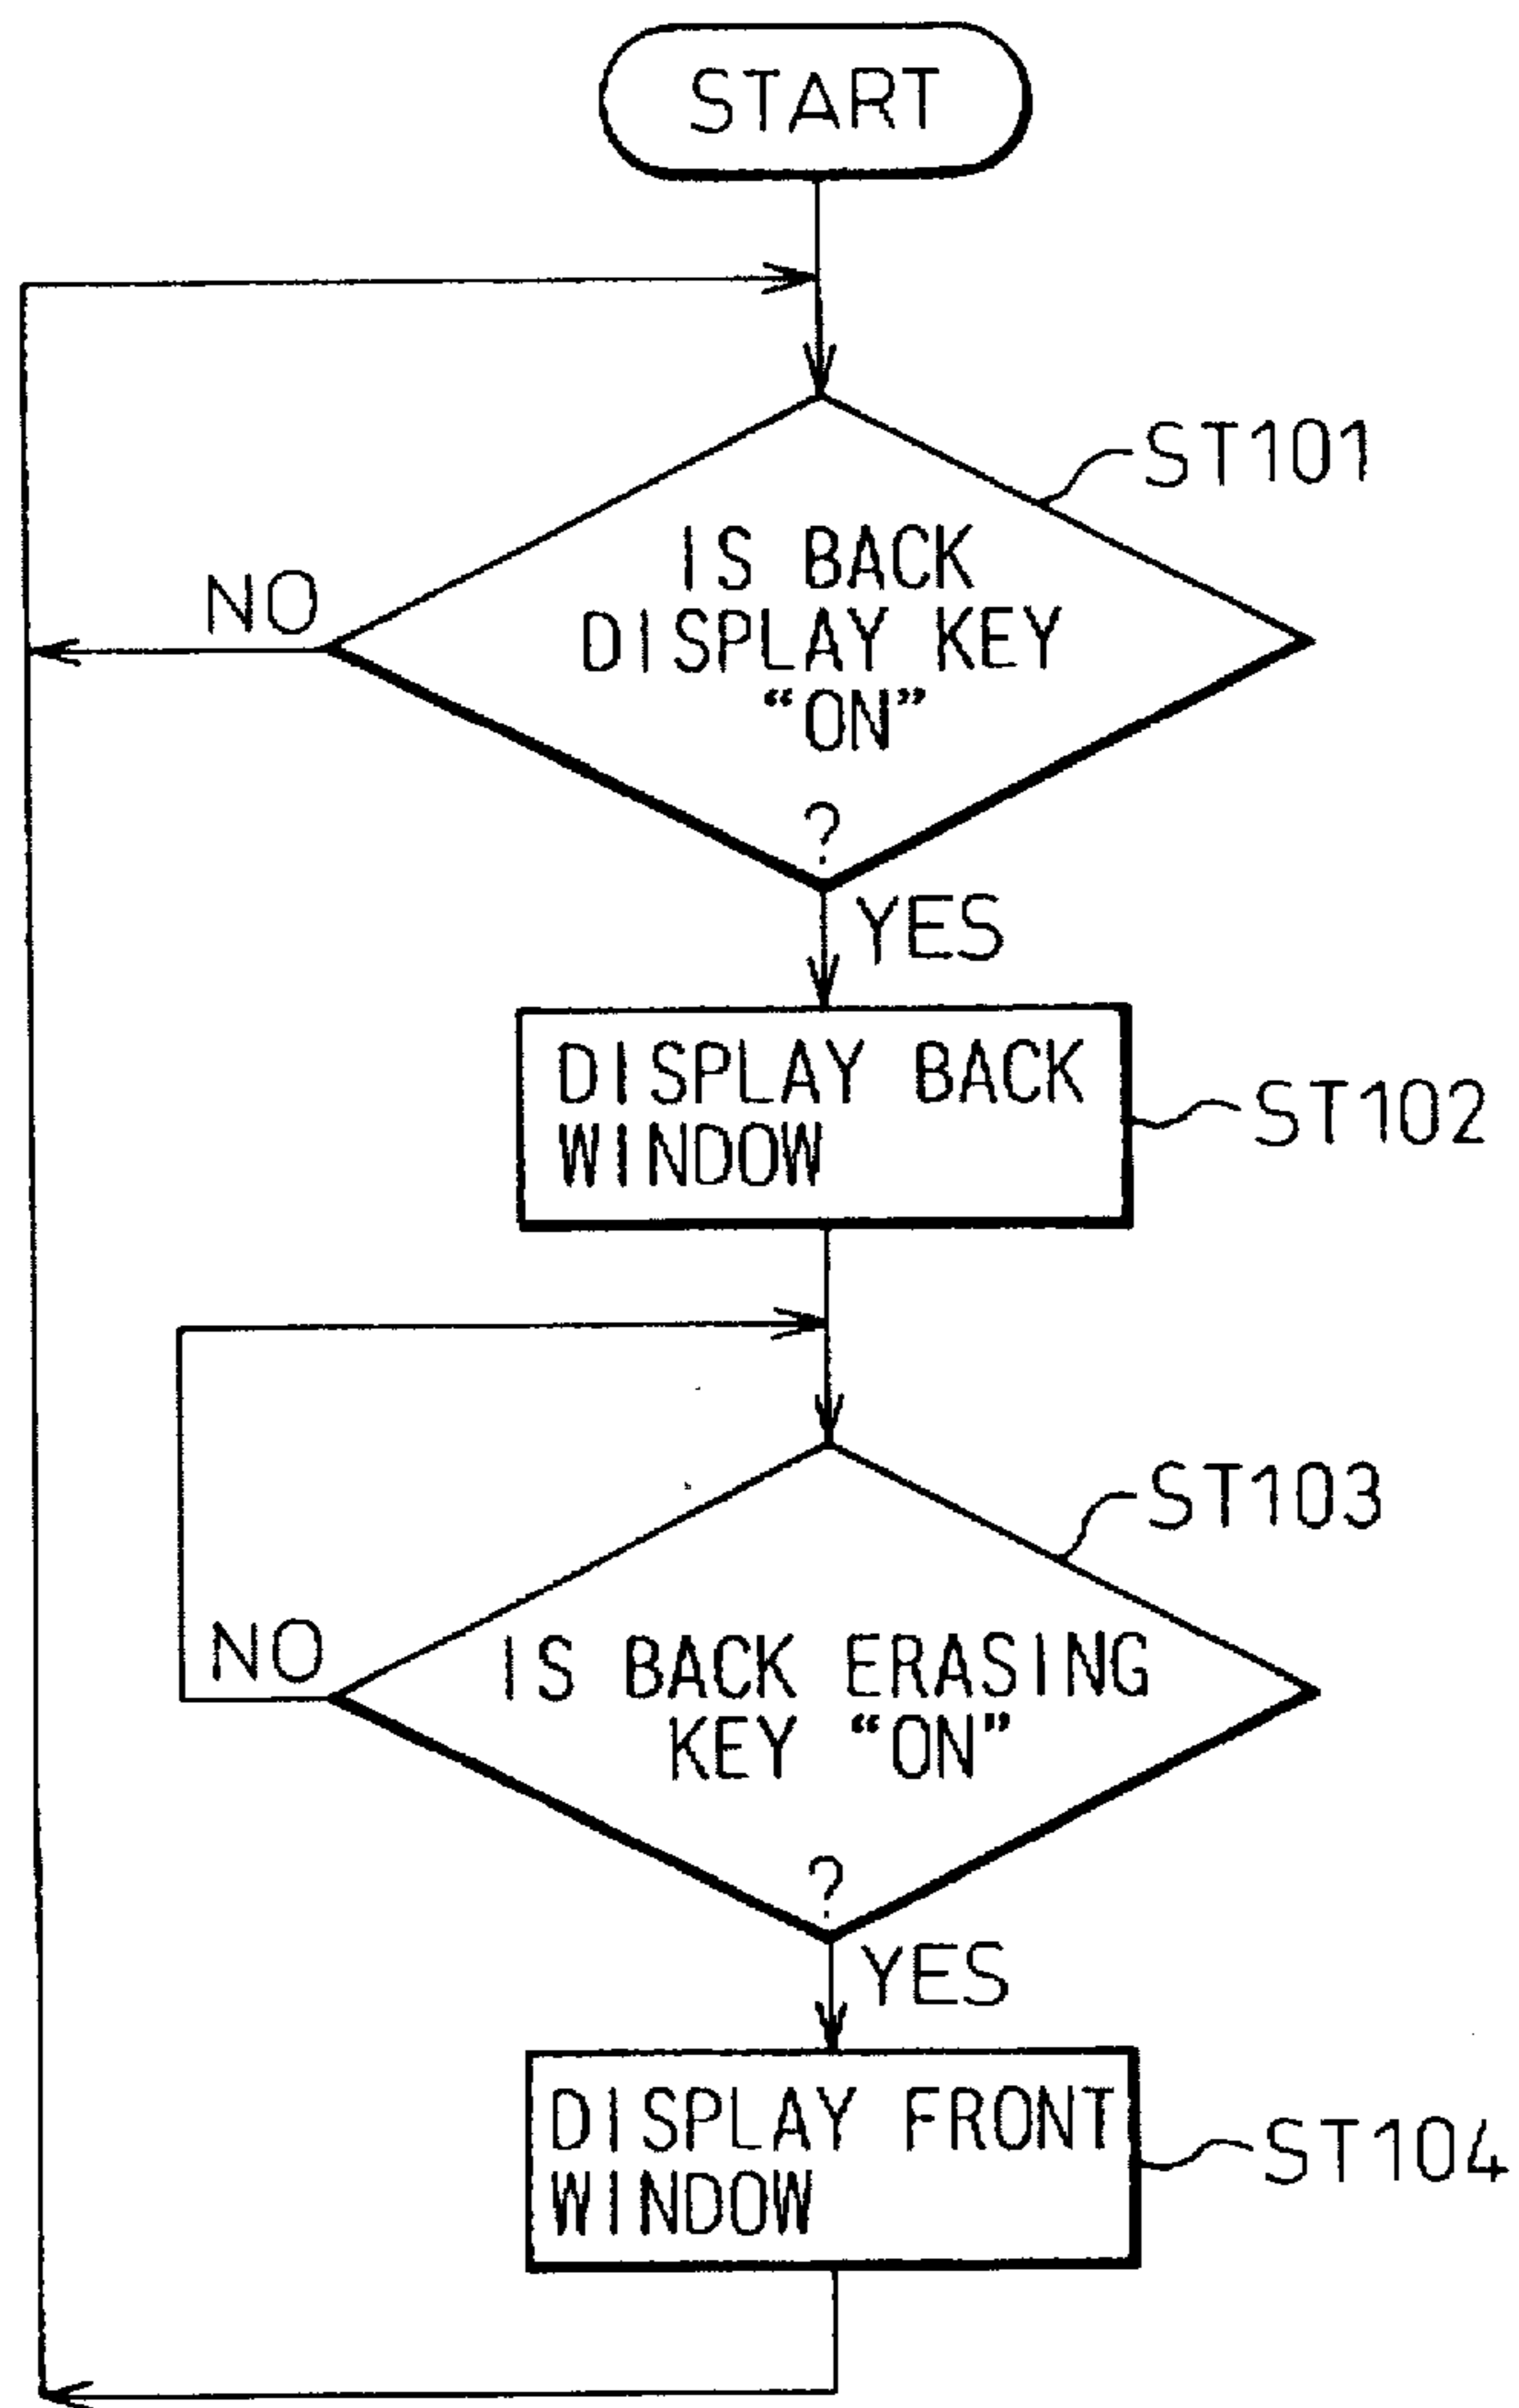 START
ST101
IS BACK
DISPLAY KEY
“ON”
?
NO
YES
DISPLAY BACK
WINDOW
ST102
ST103
NO
IS BACK ERASING
KEY “ON”
?
YES
DISPLAY FRONT
WINDOW
ST104